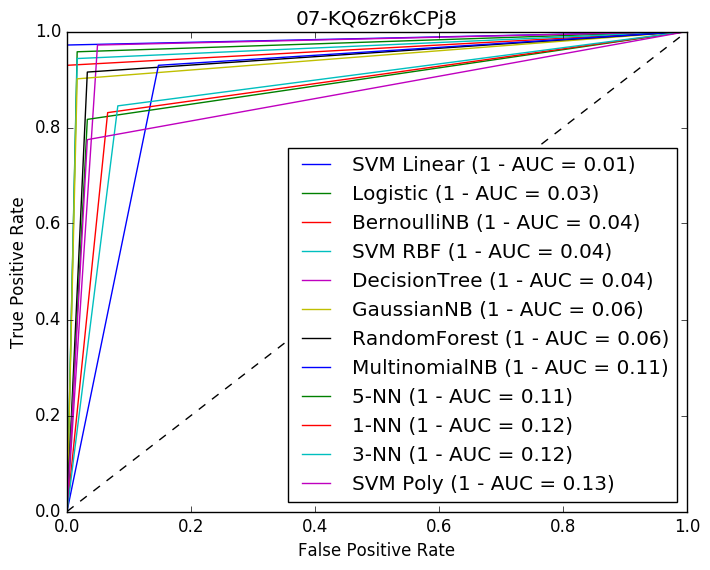 07-KQ6zr6kCPj8
1.0
0.8
0.6
0.4
0.2
0.0
True Positive Rate
SVM Linear (1 - AUC = 0.01)
Logistic (1 - AUC = 0.03)
BernoulliNB (1 - AUC = 0.04)
SVM RBF (1 - AUC = 0.04)
DecisionTree (1 - AUC = 0.04)
GaussianNB (1 - AUC = 0.06)
RandomForest (1 - AUC = 0.06)
MultinomialNB (1 - AUC = 0.11)
5-NN (1 - AUC = 0.11)
1-NN (1 - AUC = 0.12)
3-NN (1 - AUC = 0.12)
SVM Poly (1 - AUC = 0.13)
0.0 0.2 0.4 0.6 0.8 1.0
False Positive Rate